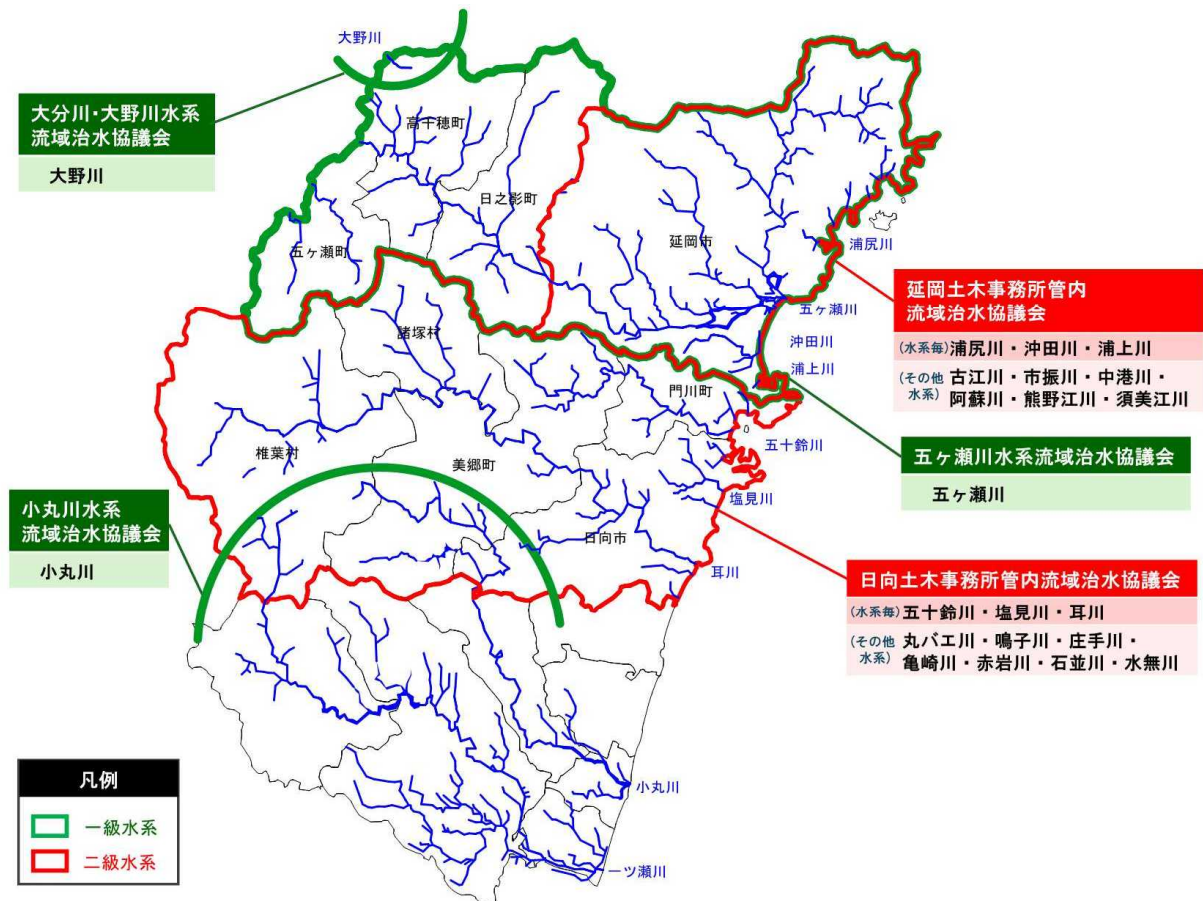 大野川
大分川・大野川水系
流域治水協議会
大野川
高千穂町
日之影町
五ヶ瀬町
延岡市
浦尻川
延岡土木事務所管内
流域治水協議会
(水系毎) 浦尻川・沖田川・浦上川
(その他水系) 古江川・市振川・中港川・
阿蘇川・熊野江川・須美江川
五ヶ瀬川
沖田川
浦上川
諸塚村
門川町
五十鈴川
五ヶ瀬川水系流域治水協議会
五ヶ瀬川
椎葉村
美郷町
塩見川
日向市
耳川
小丸川水系
流域治水協議会
小丸川
日向土木事務所管内流域治水協議会
(水系毎) 五十鈴川・塩見川・耳川
(その他水系) 丸バエ川・鳴子川・庄手川・
亀崎川・赤岩川・石並川・水無川
小丸川
一ツ瀬川
凡例
一級水系
二級水系